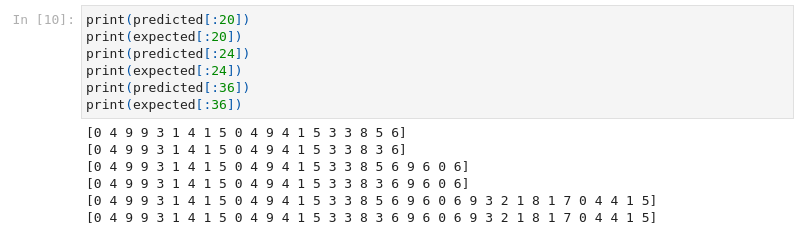 In [10]: print(predicted[:20])
print(expected[:20])
print(predicted[:24])
print(expected[:24])
print(predicted[:36])
print(expected[:36])
[0 4 9 9 3 1 4 1 5 0 4 9 4 1 5 3 3 8 5 6]
[0 4 9 9 3 1 4 1 5 0 4 9 4 1 5 3 3 8 3 6]
[0 4 9 9 3 1 4 1 5 0 4 9 4 1 5 3 3 8 5 6 9 6 0 6]
[0 4 9 9 3 1 4 1 5 0 4 9 4 1 5 3 3 8 3 6 9 6 0 6]
[0 4 9 9 3 1 4 1 5 0 4 9 4 1 5 3 3 8 5 6 9 6 0 6 9 3 2 1 8 1 7 0 4 4 1 5]
[0 4 9 9 3 1 4 1 5 0 4 9 4 1 5 3 3 8 3 6 9 6 0 6 9 3 2 1 8 1 7 0 4 4 1 5]